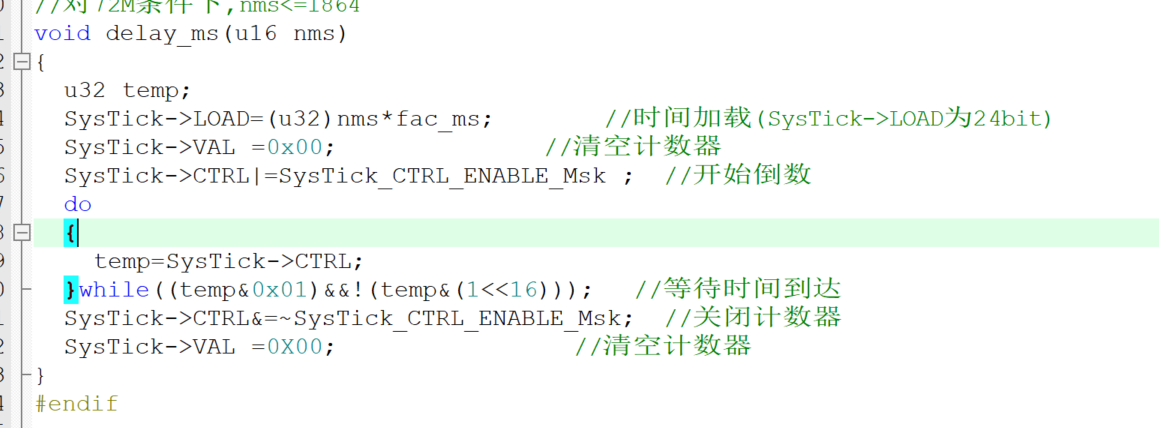 //对72M条件下,nms<=1864
void delay_ms(u16 nms)
{
u32 temp;
SysTick->LOAD=(u32)nms*fac_ms; //时间加载(SysTick->LOAD为24bit)
SysTick->VAL =0x00; //清空计数器
SysTick->CTRL|=SysTick_CTRL_ENABLE_Msk ; //开始倒数
do
{
temp=SysTick->CTRL;
}while((temp&0x01)&&!(temp&(1<<16))); //等待时间到达
SysTick->CTRL&=~SysTick_CTRL_ENABLE_Msk; //关闭计数器
SysTick->VAL =0X00; //清空计数器
}
#endif